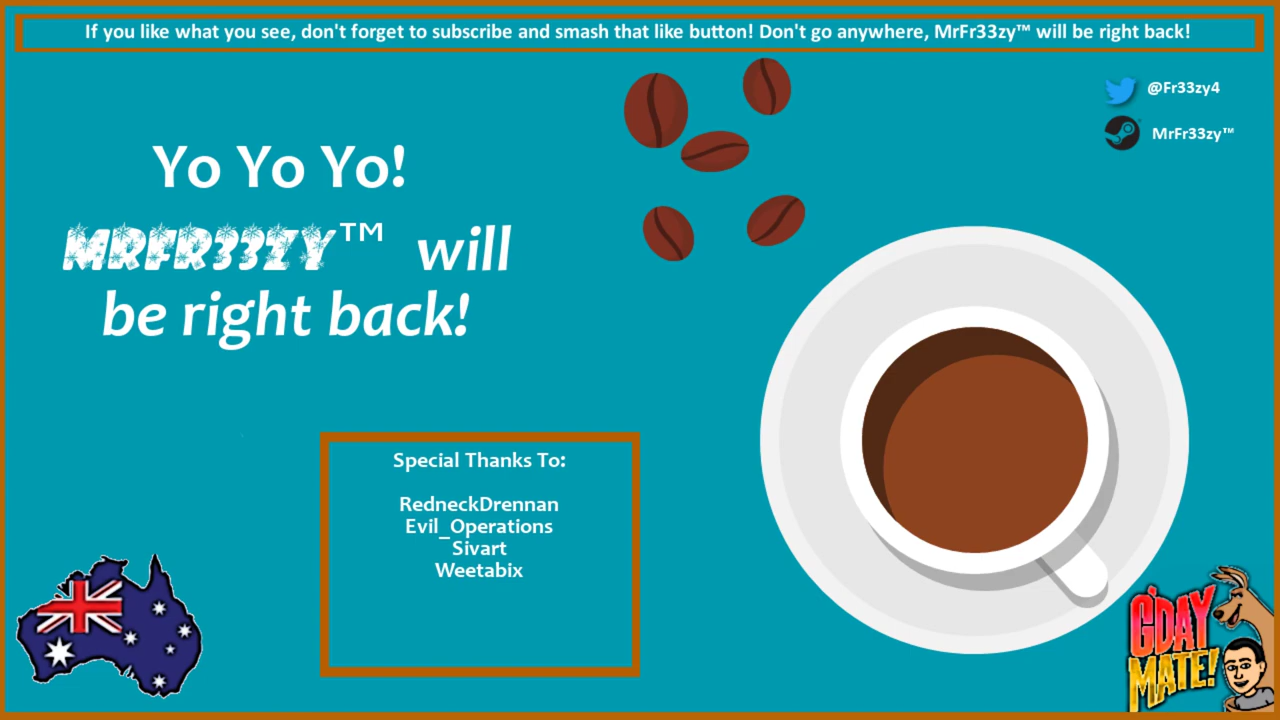 If you like what you see, don't forget to subscribe and smash that like button! Don't go anywhere, MrFr33zy™ will be right back!
@Fr33zy4
MrFr33zy™
Yo Yo Yo!
MRFR33ZY™ will
be right back!
Special Thanks To:
RedneckDrennan
Evil_Operations
Sivart
Weetabix
G'DAY
MATE!